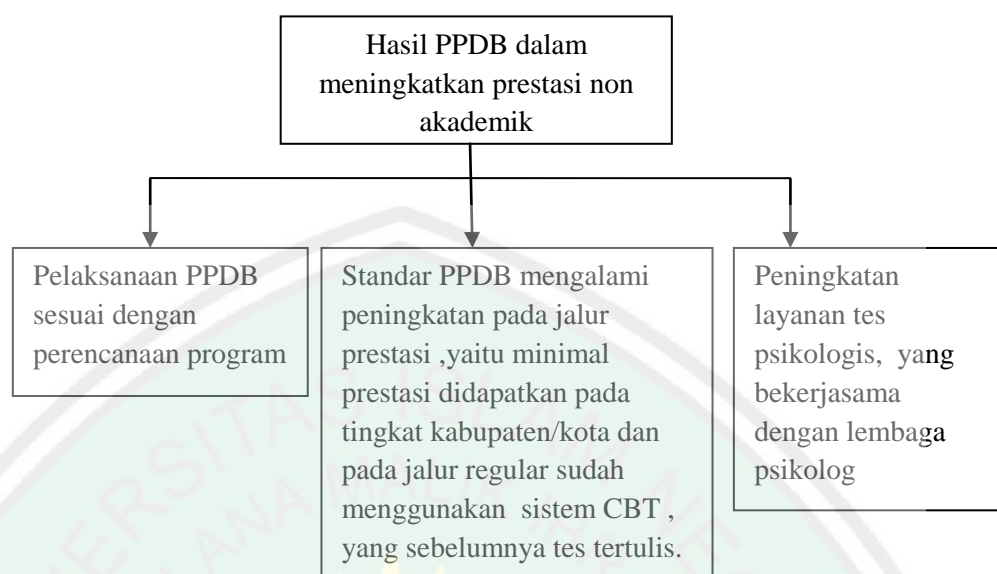 Hasil PPDB dalam
meningkatkan prestasi non
akademik
Pelaksanaan PPDB
sesuai dengan
perencanaan program
Standar PPDB mengalami
peningkatan pada jalur
prestasi ,yaitu minimal
prestasi didapatkan pada
tingkat kabupaten/kota dan
pada jalur regular sudah
menggunakan sistem CBT ,
yang sebelumnya tes tertulis.
Peningkatan
layanan tes
psikologis, yang
bekerjasama
dengan lembaga
psikolog